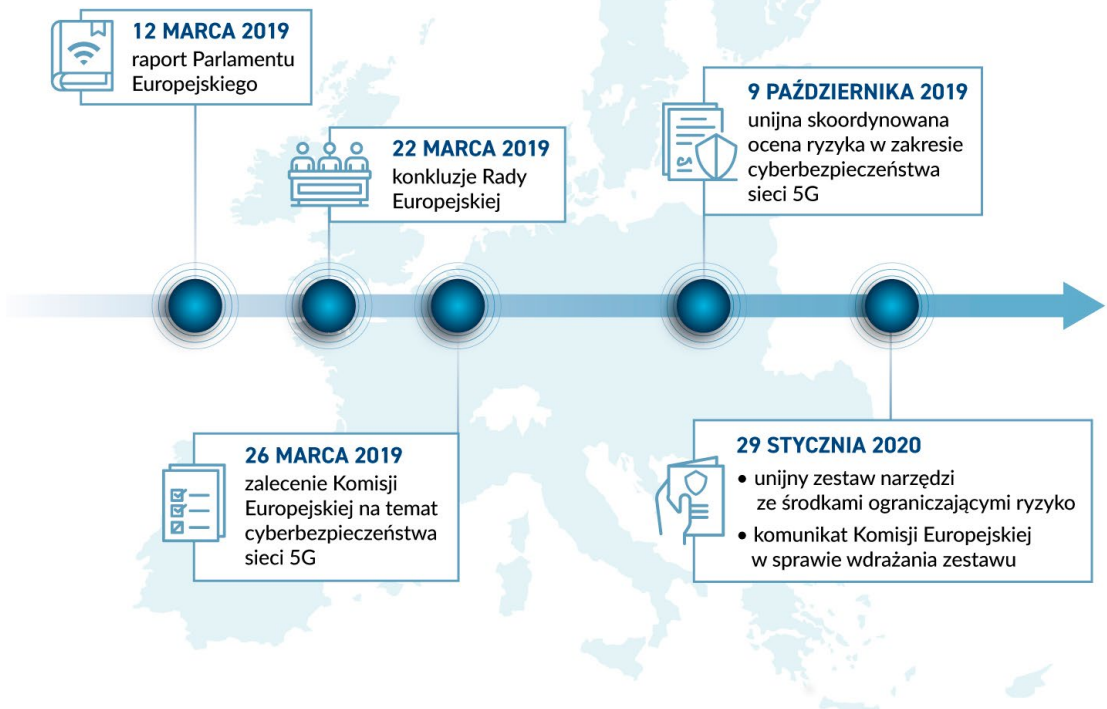 12 MARCA 2019
raport Parlamentu
Europejskiego
22 MARCA 2019
konkluzje Rady
Europejskiej
26 MARCA 2019
zalecenie Komisji
Europejskiej na temat
cyberbezpieczeństwa
sieci 5G
9 PAŹDZIERNIKA 2019
unijna skoordynowana
ocena ryzyka w zakresie
cyberbezpieczeństwa
sieci 5G
29 STYCZNIA 2020
• unijny zestaw narzędzi
ze środkami ograniczającymi ryzyko
• komunikat Komisji Europejskiej
w sprawie wdrażania zestawu